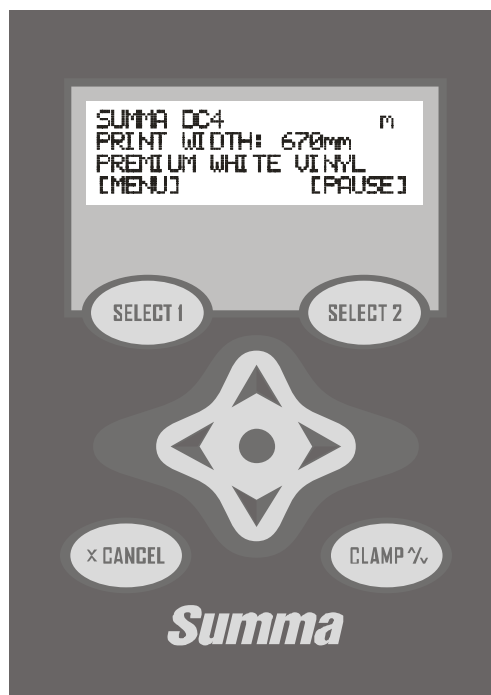 SUMMA DC4 m
PRINT WIDTH: 670mm
PREMIUM WHITE VINYL
[MENU] [PAUSE]
SELECT 1 SELECT 2
x CANCEL CLAMP ^/v
Summa